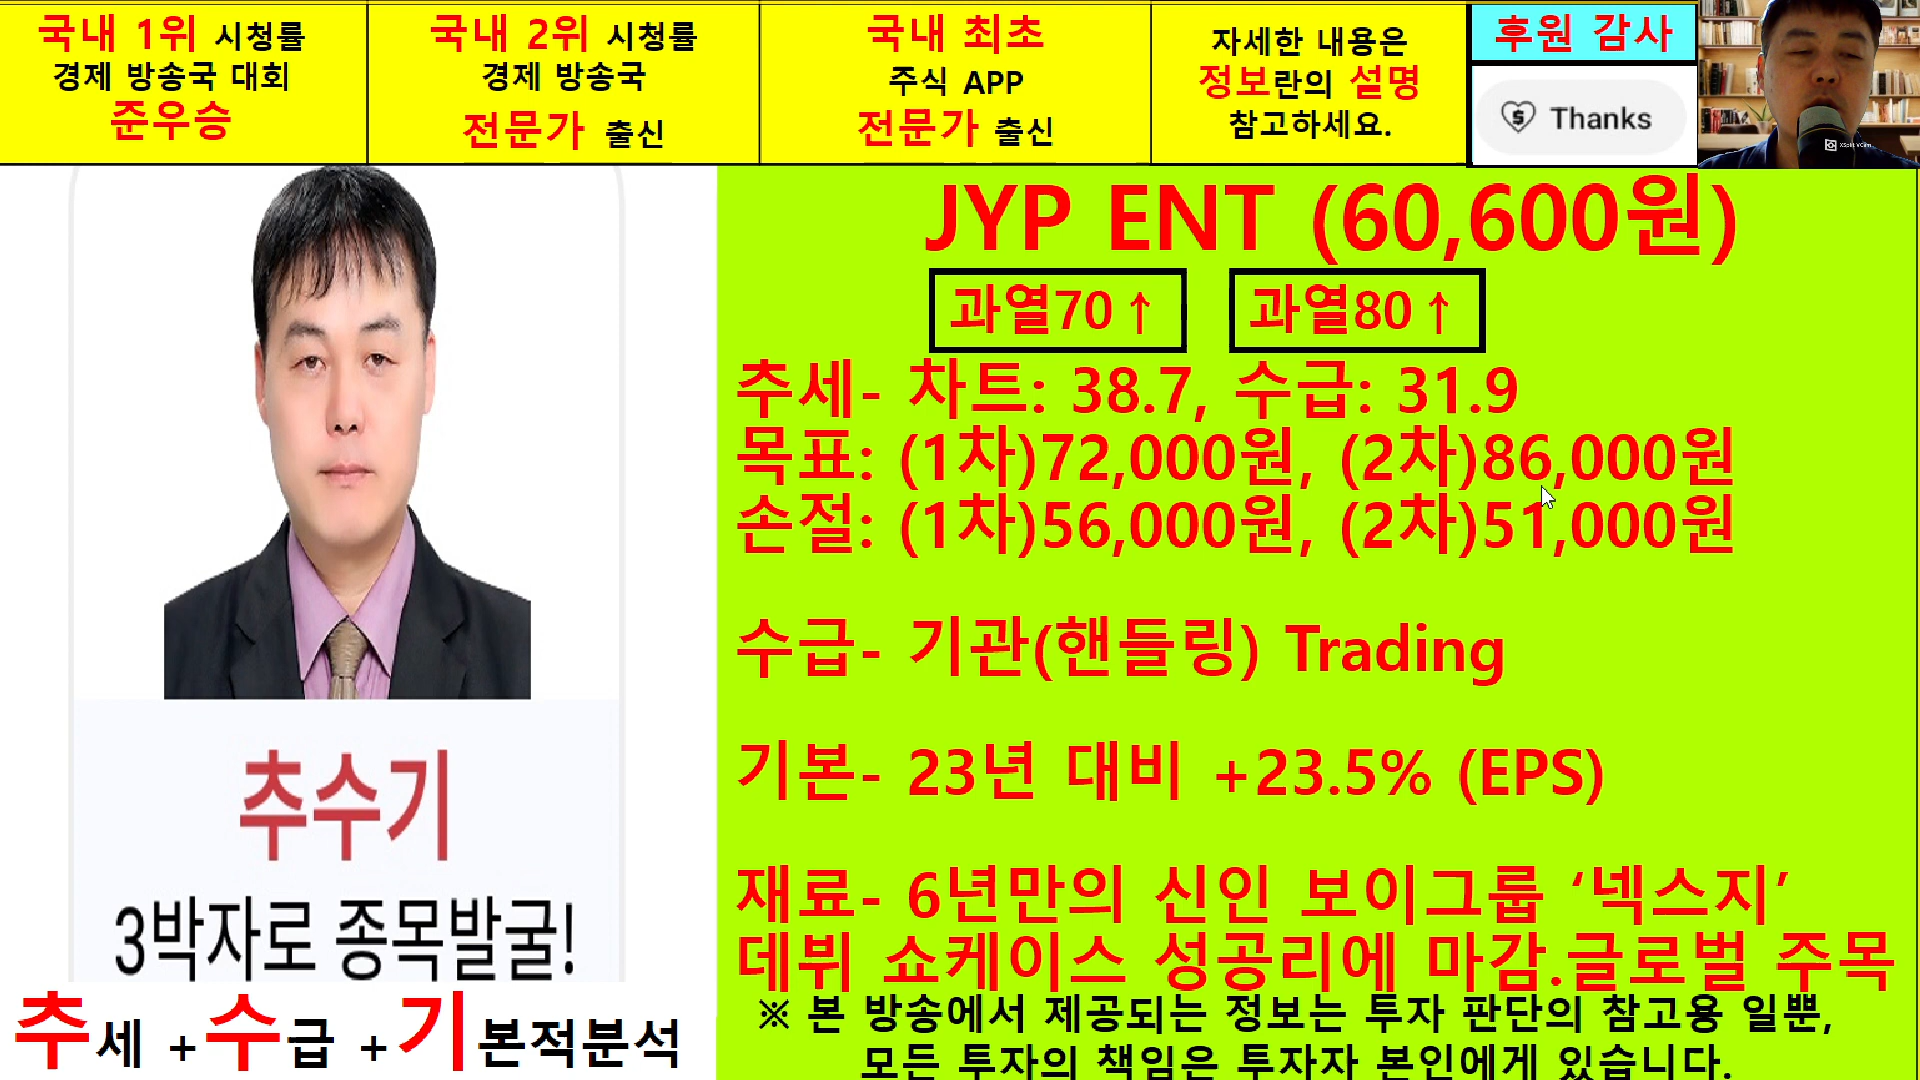 국내 1위 시청률
경제 방송국 대회
준우승
국내 2위 시청률
경제 방송국
전문가 출신
국내 최초
주식 APP
전문가 출신
자세한 내용은
정보란의 설명
참고하세요.
후원 감사
Thanks
XSplit VCam
JYP ENT (60,600원)
과열70↑ 과열80↑
추세- 차트: 38.7, 수급: 31.9
목표: (1차)72,000원, (2차)86,000원
손절: (1차)56,000원, (2차)51,000원
수급- 기관(핸들링) Trading
기본- 23년 대비 +23.5% (EPS)
재료- 6년만의 신인 보이그룹 ‘넥스지’
데뷔 쇼케이스 성공리에 마감.글로벌 주목
※ 본 방송에서 제공되는 정보는 투자 판단의 참고용 일뿐,
모든 투자의 책임은 투자자 본인에게 있습니다.
추수기
3박자로 종목발굴!
추세 +수급 +기본적분석